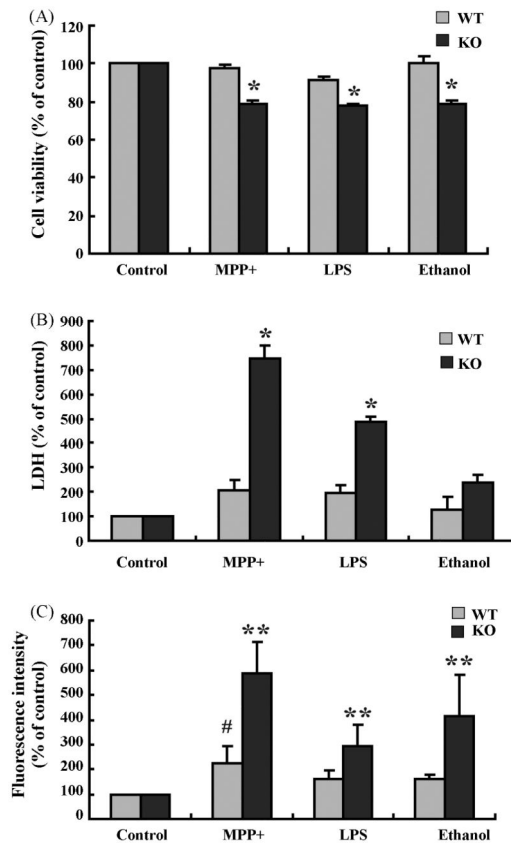 (A)
120
100
80
60
40
20
0
Cell viability (% of control)
WT
KO
*
*
*
Control MPP+ LPS Ethanol
(B)
900
800
700
600
500
400
300
200
100
0
LDH (% of control)
WT
KO
*
*
Control MPP+ LPS Ethanol
(C)
800
700
600
500
400
300
200
100
0
Fluorescence intensity
(% of control)
WT
KO
#
**
**
**
Control MPP+ LPS Ethanol